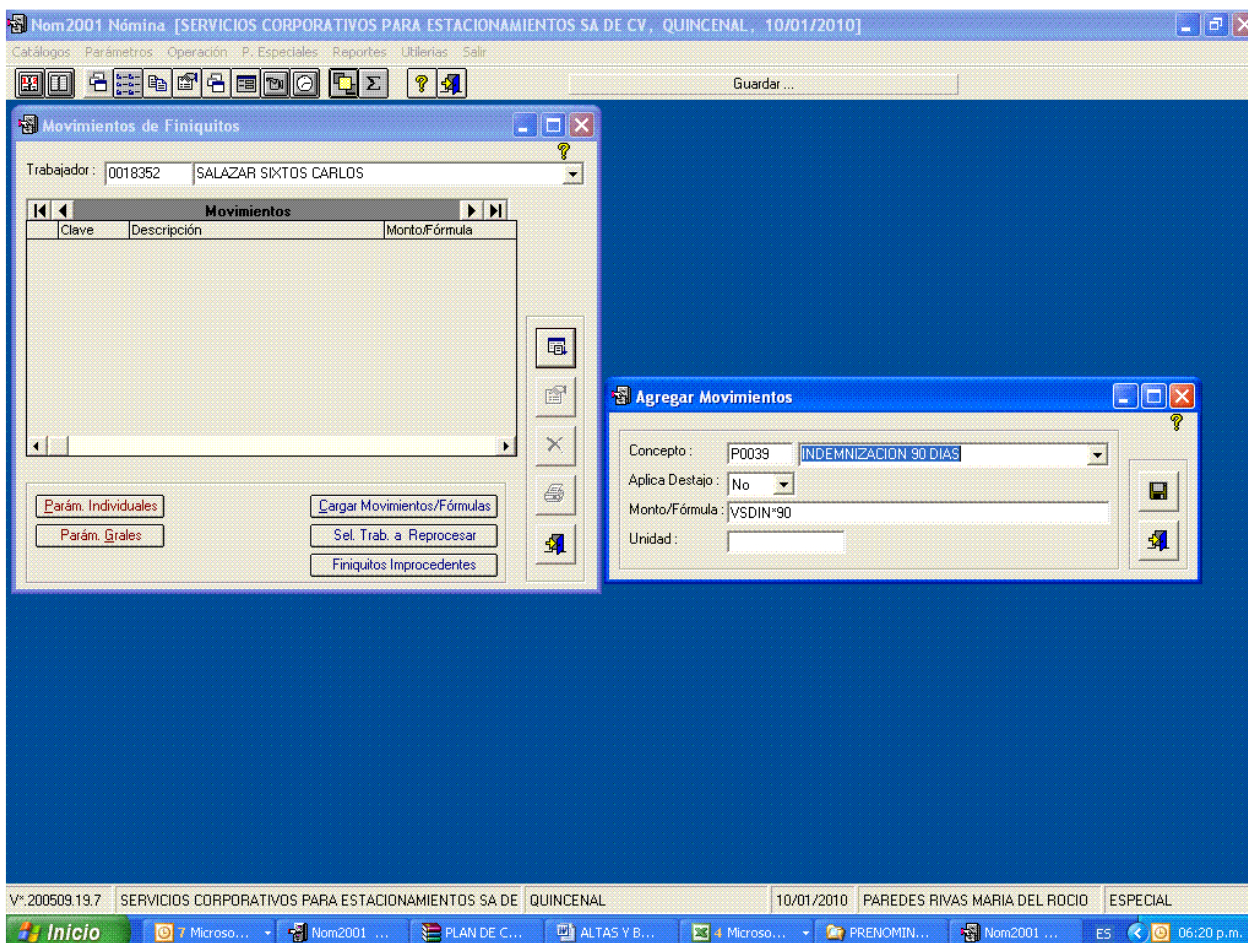 Nom2001 Nómina [SERVICIOS CORPORATIVOS PARA ESTACIONAMIENTOS SA DE CV, QUINCENAL, 10/01/2010]
Catálogos Parámetros Operación P. Especiales Reportes Utilerias Salir
Guardar ...
Movimientos de Finiquitos
Trabajador : 0018352 SALAZAR SIXTOS CARLOS
Movimientos
Clave Descripción Monto/Fórmula
Parám. Individuales
Cargar Movimientos/Fórmulas
Parám. Grales
Sel. Trab. a Reprocesar
Finiquitos Improcedentes
Agregar Movimientos
Concepto : P0039 INDEMNIZACION 90 DIAS
Aplica Destajo : No
Monto/Fórmula : VSDIN*90
Unidad :
V*.200509.19.7 SERVICIOS CORPORATIVOS PARA ESTACIONAMIENTOS SA DE QUINCENAL 10/01/2010 PAREDES RIVAS MARIA DEL ROCIO ESPECIAL
Inicio 7 Microso... Nom2001 ... PLAN DE C... ALTAS Y B... 4 Microso... PRENOMIN... Nom2001 ... ES 06:20 p.m.